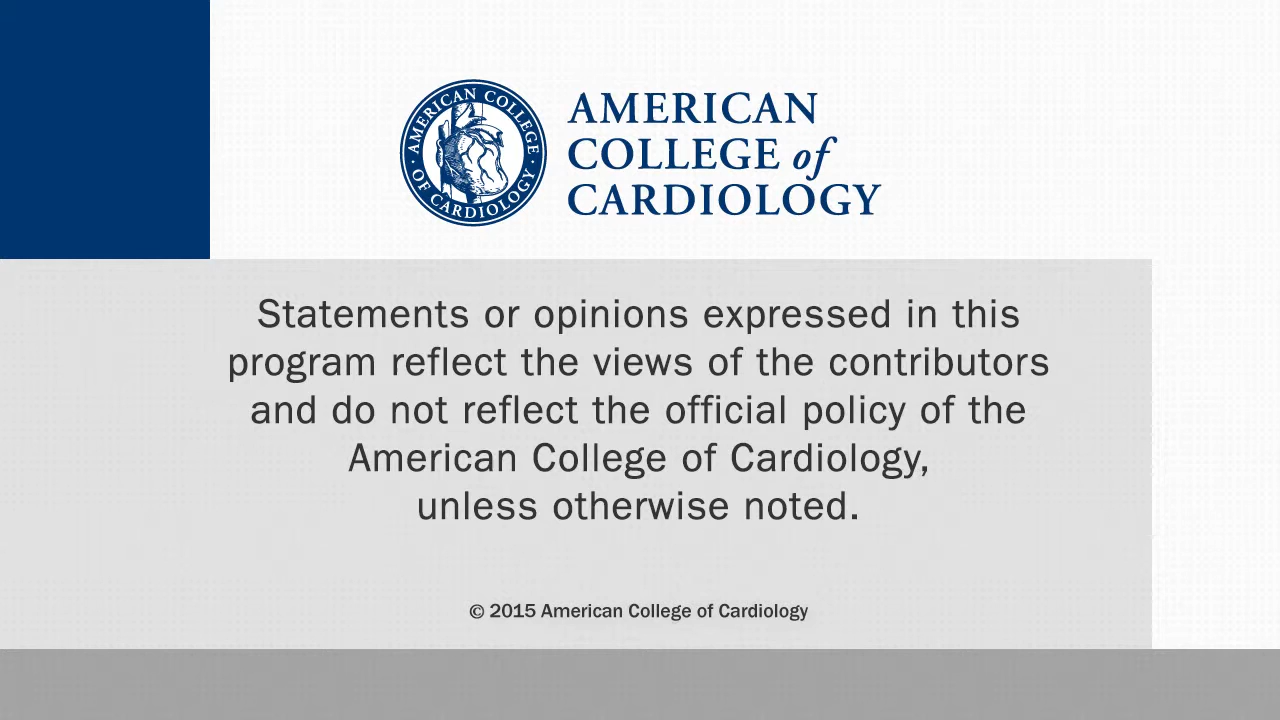 AMERICAN COLLEGE
OF CARDIOLOGY
AMERICAN
COLLEGE of
CARDIOLOGY
Statements or opinions expressed in this
program reflect the views of the contributors
and do not reflect the official policy of the
American College of Cardiology,
unless otherwise noted.
© 2015 American College of Cardiology